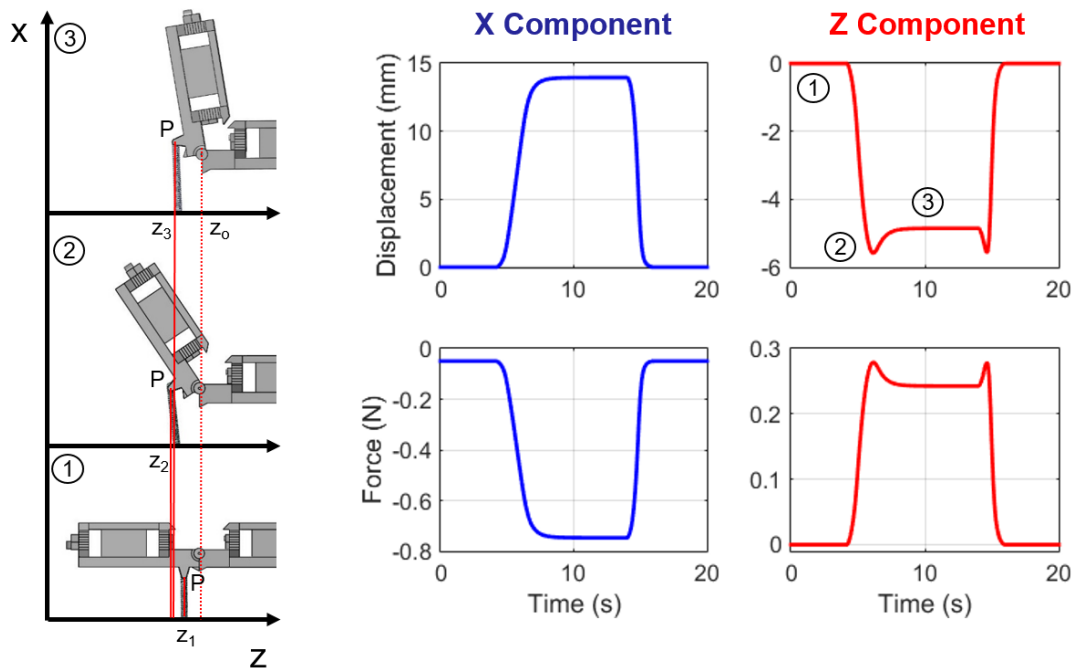 X Component
Z Component
X
3
P
z3
zo
2
P
z2
1
P
z1
Z
Displacement (mm)
15
10
5
0
0
10
20
0
-2
-4
-6
1
2
3
0
10
20
Force (N)
0
-0.2
-0.4
-0.6
-0.8
0
10
20
Time (s)
0.3
0.2
0.1
0
0
10
20
Time (s)